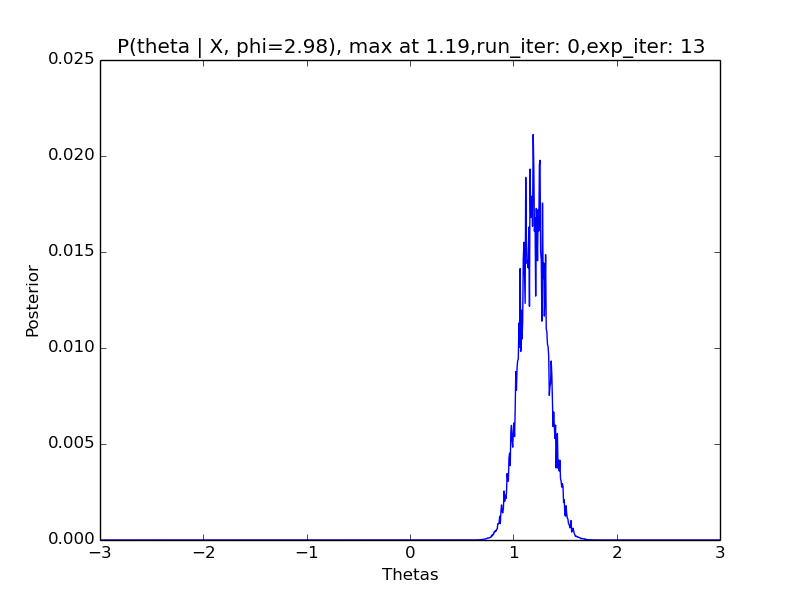 P(theta | X, phi=2.98), max at 1.19,run_iter: 0,exp_iter: 13
0.025
0.020
0.015
0.010
0.005
0.000
Posterior
−3 −2 −1 0 1 2 3
Thetas